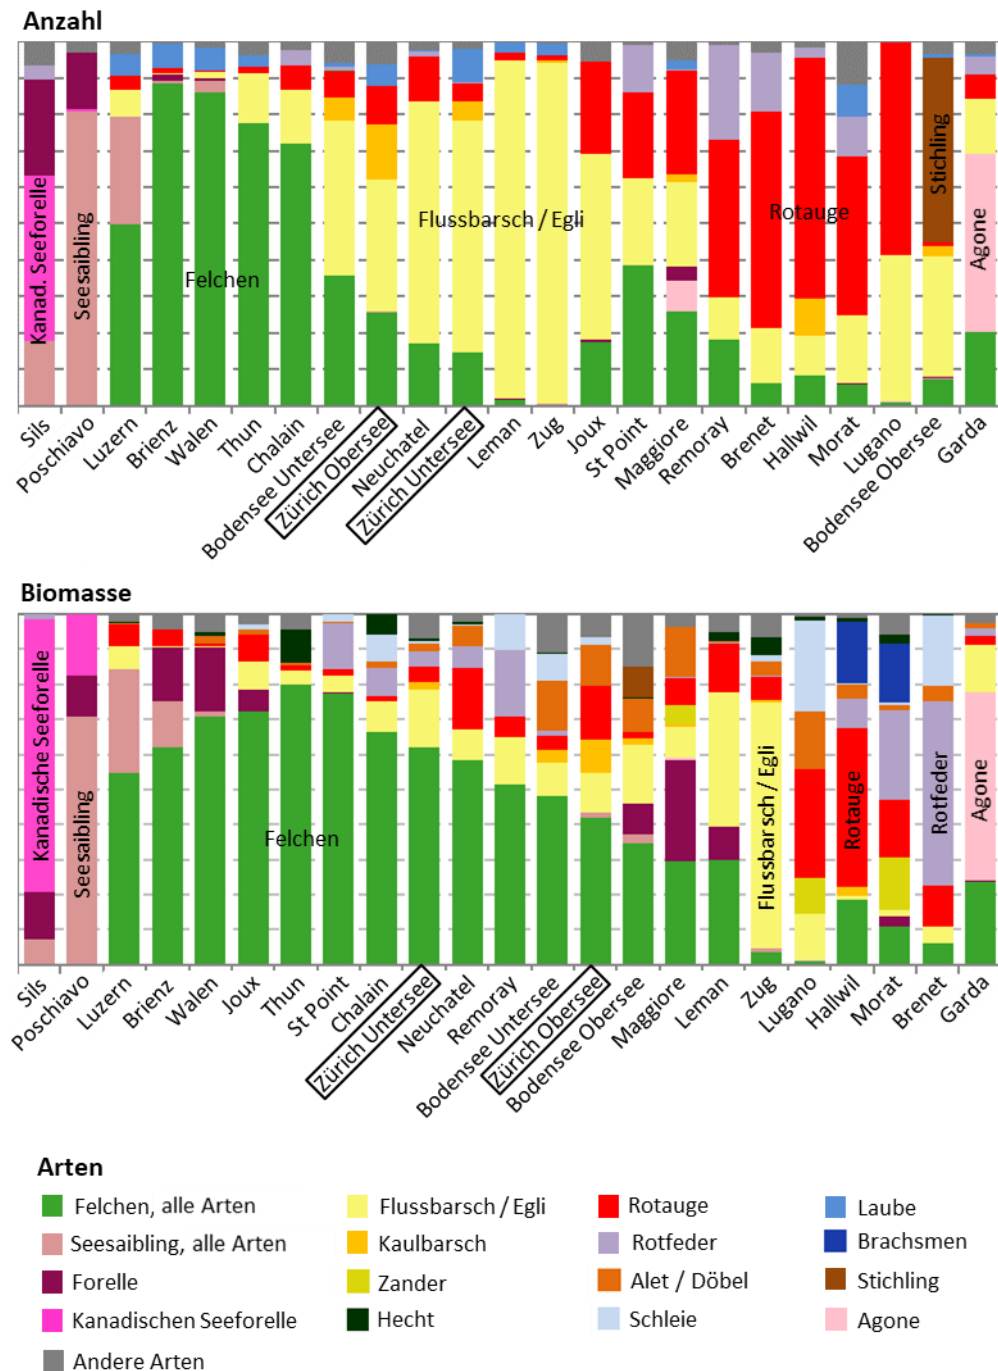 Anzahl
Kanad. Seeforelle
Seesaibling
Felchen
Flussbarsch / Egli
Rotauge
Stichling
Agone
Sils
Poschiavo
Luzern
Brienz
Walen
Thun
Chalain
Bodensee Untersee
Zürich Obersee
Neuchatel
Zürich Untersee
Leman
Zug
Joux
St Point
Maggiore
Remoray
Brenet
Hallwil
Morat
Lugano
Bodensee Obersee
Garda
Biomasse
Kanadische Seeforelle
Seesaibling
Felchen
Flussbarsch / Egli
Rotauge
Rotfeder
Agone
Sils
Poschiavo
Luzern
Brienz
Walen
Joux
Thun
St Point
Chalain
Zürich Untersee
Neuchatel
Remoray
Bodensee Untersee
Zürich Obersee
Bodensee Obersee
Maggiore
Leman
Zug
Lugano
Hallwil
Morat
Brenet
Garda
Arten
Felchen, alle Arten
Flussbarsch / Egli
Rotauge
Laube
Seesaibling, alle Arten
Kaulbarsch
Rotfeder
Brachsmen
Forelle
Zander
Alet / Döbel
Stichling
Kanadischen Seeforelle
Hecht
Schleie
Agone
Andere Arten